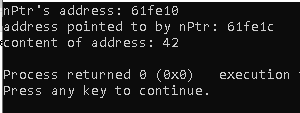 nPtr's address: 61fe10
address pointed to by nPtr: 61fe1c
content of address: 42
Process returned 0 (0x0)   execution
Press any key to continue.